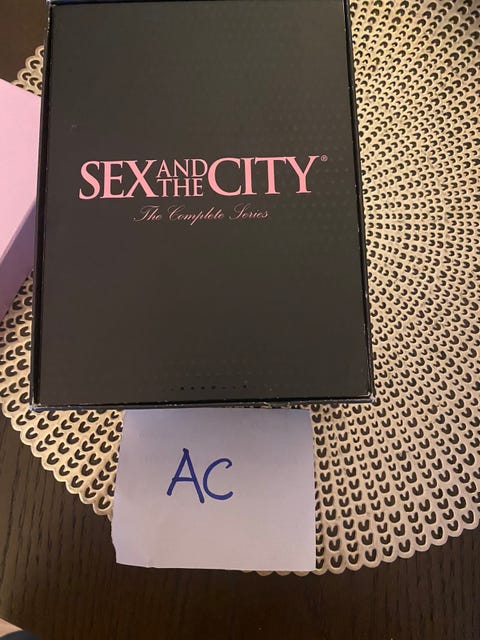 SEX AND THE CITY®
The Complete Series
AC